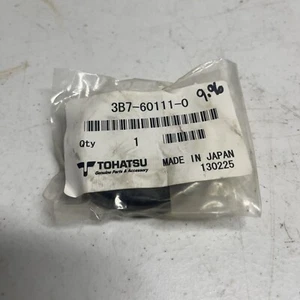 3B7-60111-0
9.96
Qty 1
TOHATSU
Genuine Parts & Accessory
MADE IN JAPAN
130225